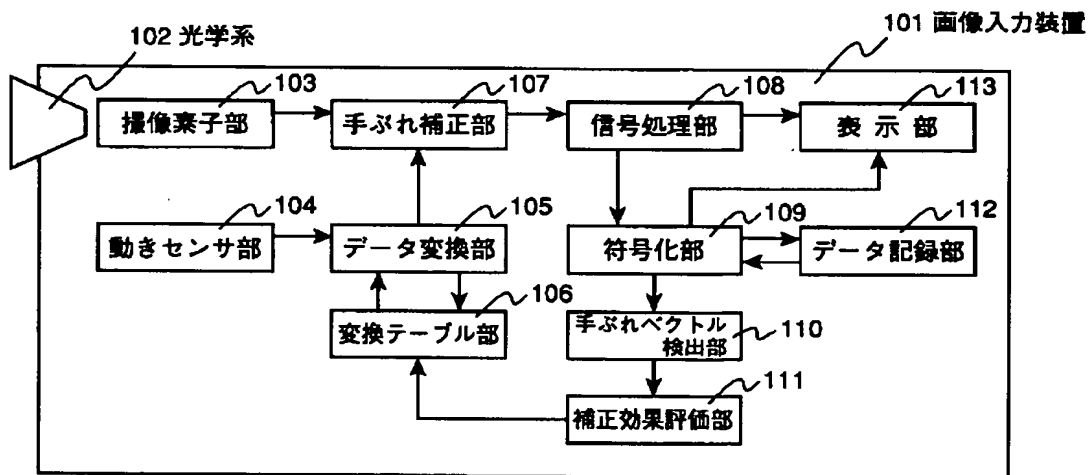 101 画像入力装置
102 光学系
103
107
108
113
撮像素子部
手ぶれ補正部
信号処理部
表示部
104
105
109
112
動きセンサ部
データ変換部
符号化部
データ記録部
106
変換テーブル部
手ぶれベクトル
検出部
110
111
補正効果評価部